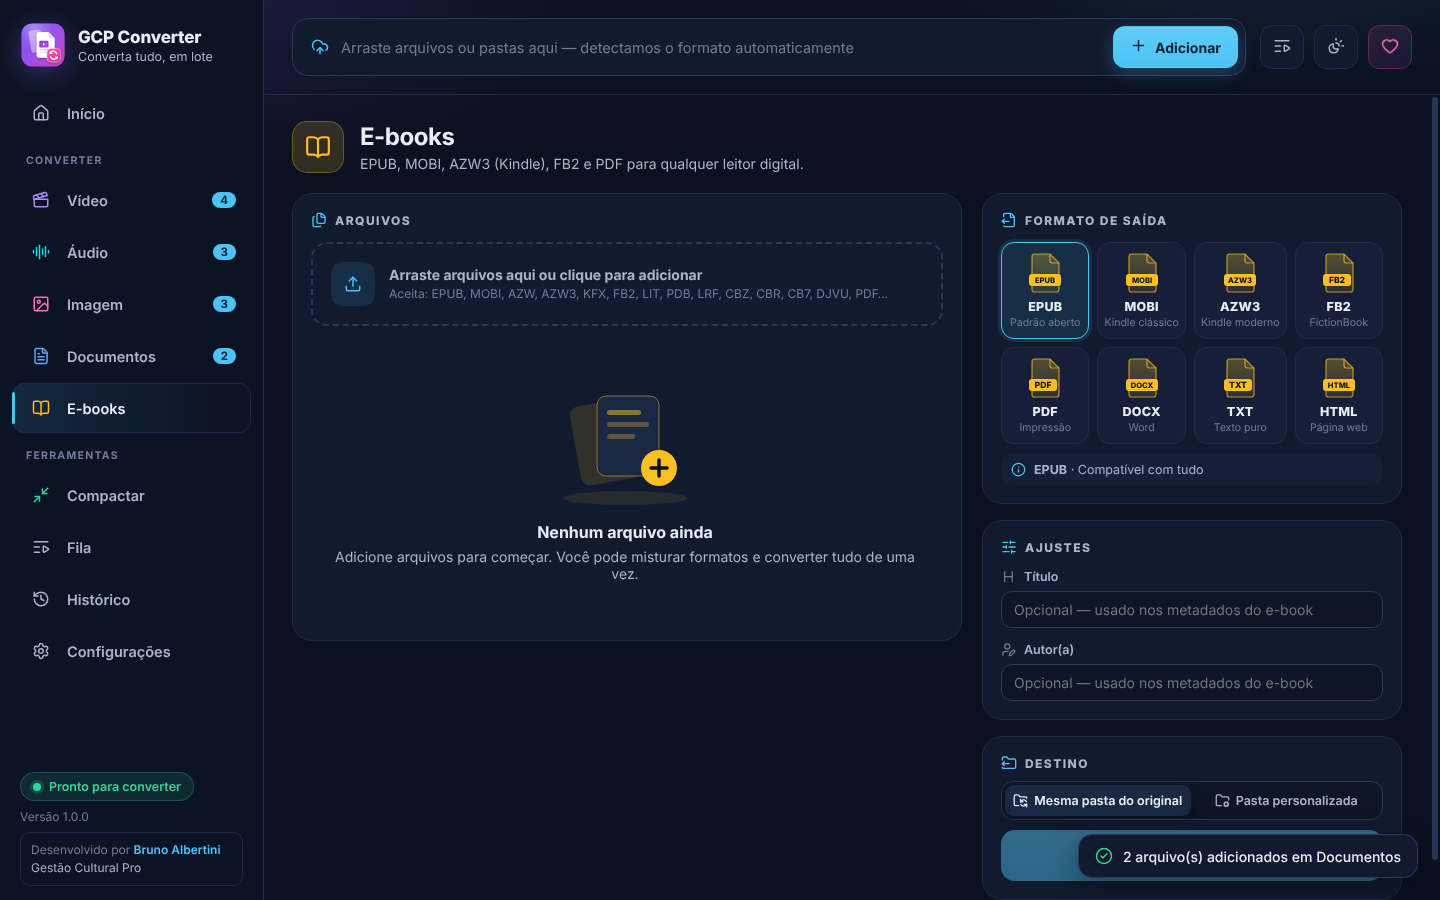 GCP Converter
Converta tudo, em lote
Início
CONVERTER
Vídeo 4
Áudio 3
Imagem 3
Documentos 2
E-books
FERRAMENTAS
Compactar
Fila
Histórico
Configurações
Pronto para converter
Versão 1.0.0
Desenvolvido por Bruno Albertini
Gestão Cultural Pro
Arraste arquivos ou pastas aqui — detectamos o formato automaticamente
Adicionar
E-books
EPUB, MOBI, AZW3 (Kindle), FB2 e PDF para qualquer leitor digital.
ARQUIVOS
Arraste arquivos aqui ou clique para adicionar
Aceita: EPUB, MOBI, AZW, AZW3, KFX, FB2, LIT, PDB, LRF, CBZ, CBR, CB7, DJVU, PDF...
Nenhum arquivo ainda
Adicione arquivos para começar. Você pode misturar formatos e converter tudo de uma
vez.
FORMATO DE SAÍDA
EPUB MOBI AZW3 FB2
EPUB MOBI AZW3 FB2
Padrão aberto Kindle clássico Kindle moderno FictionBook
PDF DOCX TXT HTML
PDF DOCX TXT HTML
Impressão Word Texto puro Página web
EPUB · Compatível com tudo
AJUSTES
Título
Opcional — usado nos metadados do e-book
Autor(a)
Opcional — usado nos metadados do e-book
DESTINO
Mesma pasta do original Pasta personalizada
2 arquivo(s) adicionados em Documentos